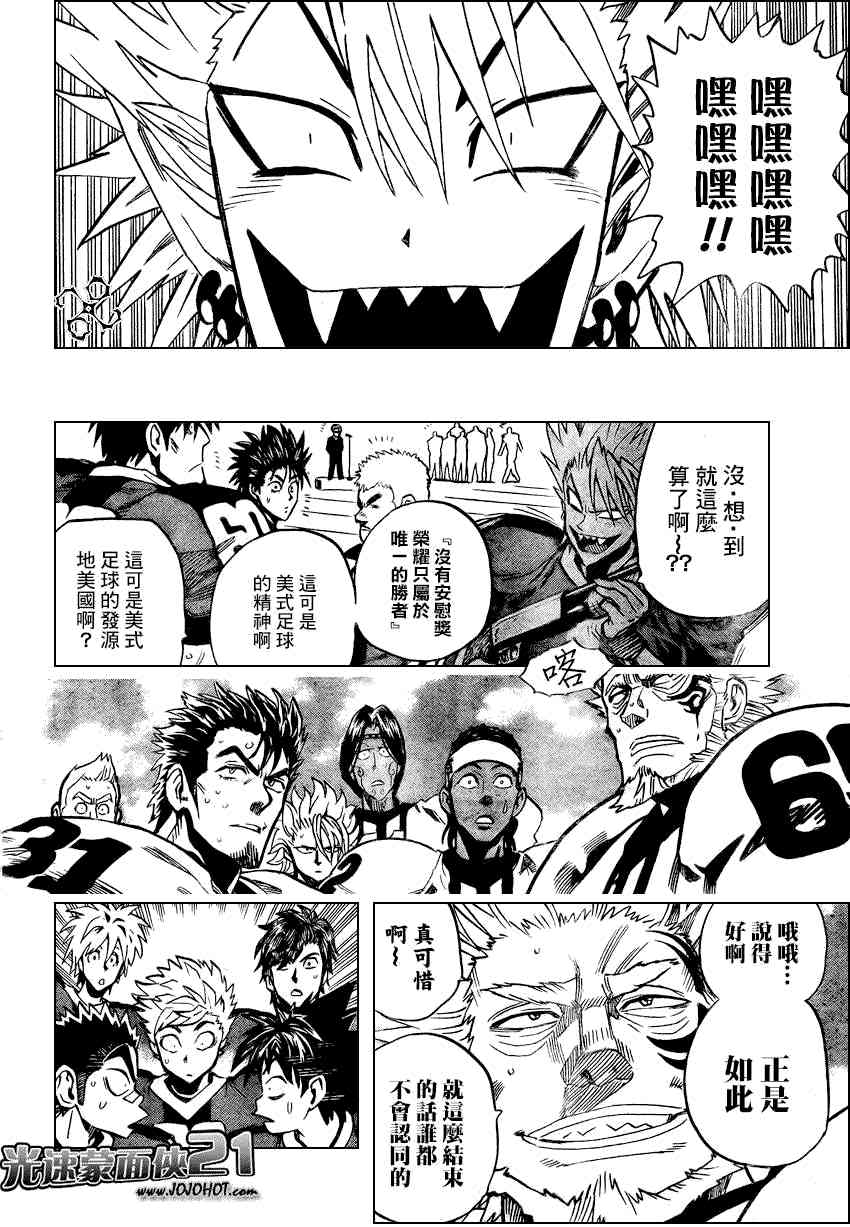 嘿嘿嘿嘿
嘿嘿嘿!!
沒・想・到
就這麼
算了啊~??
『沒有安慰獎
榮耀只屬於
唯一的勝者』
這可是
美式足球
的精神啊
這可是美式
足球的發源
地美國啊？
喀
31
65
哦哦…
說得
好啊
正是
如此
真可惜
啊~
就這麼結束
的話誰都
不會認同的
光速蒙面俠21
www.JOJOHOT.com